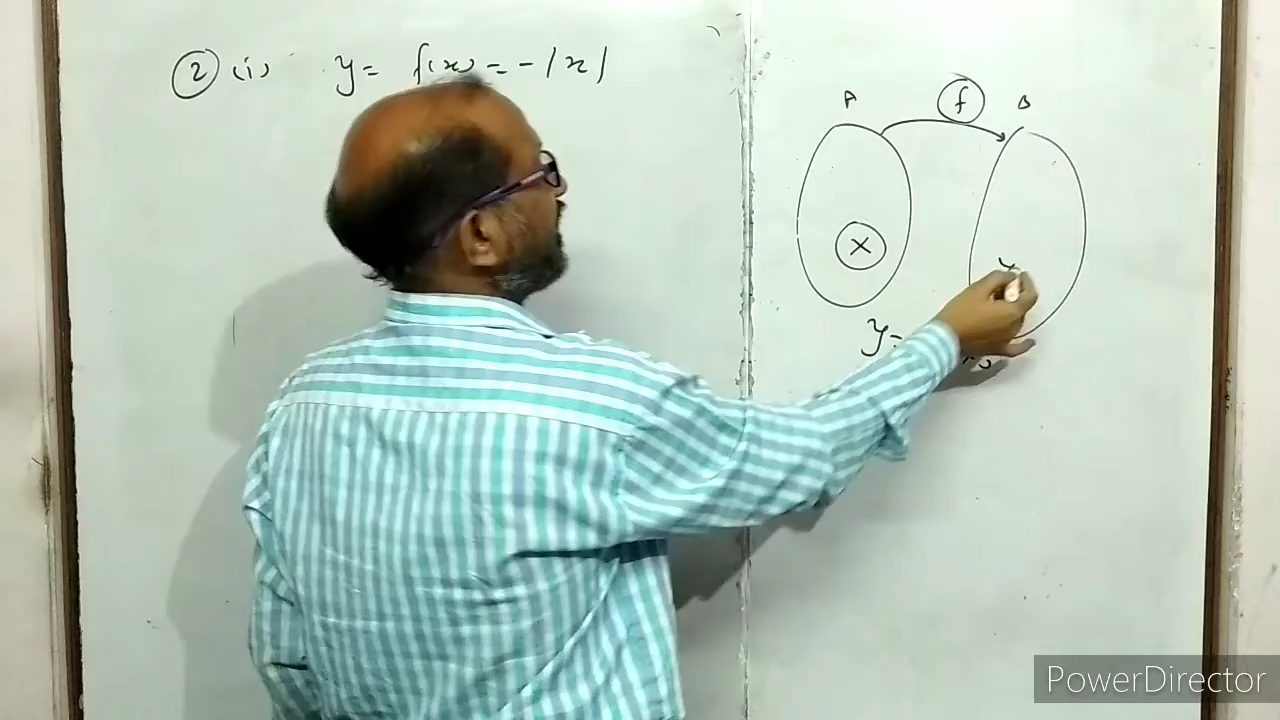 2 (i) y = f(x) = -|x|
A f B
x y
y =
PowerDirector